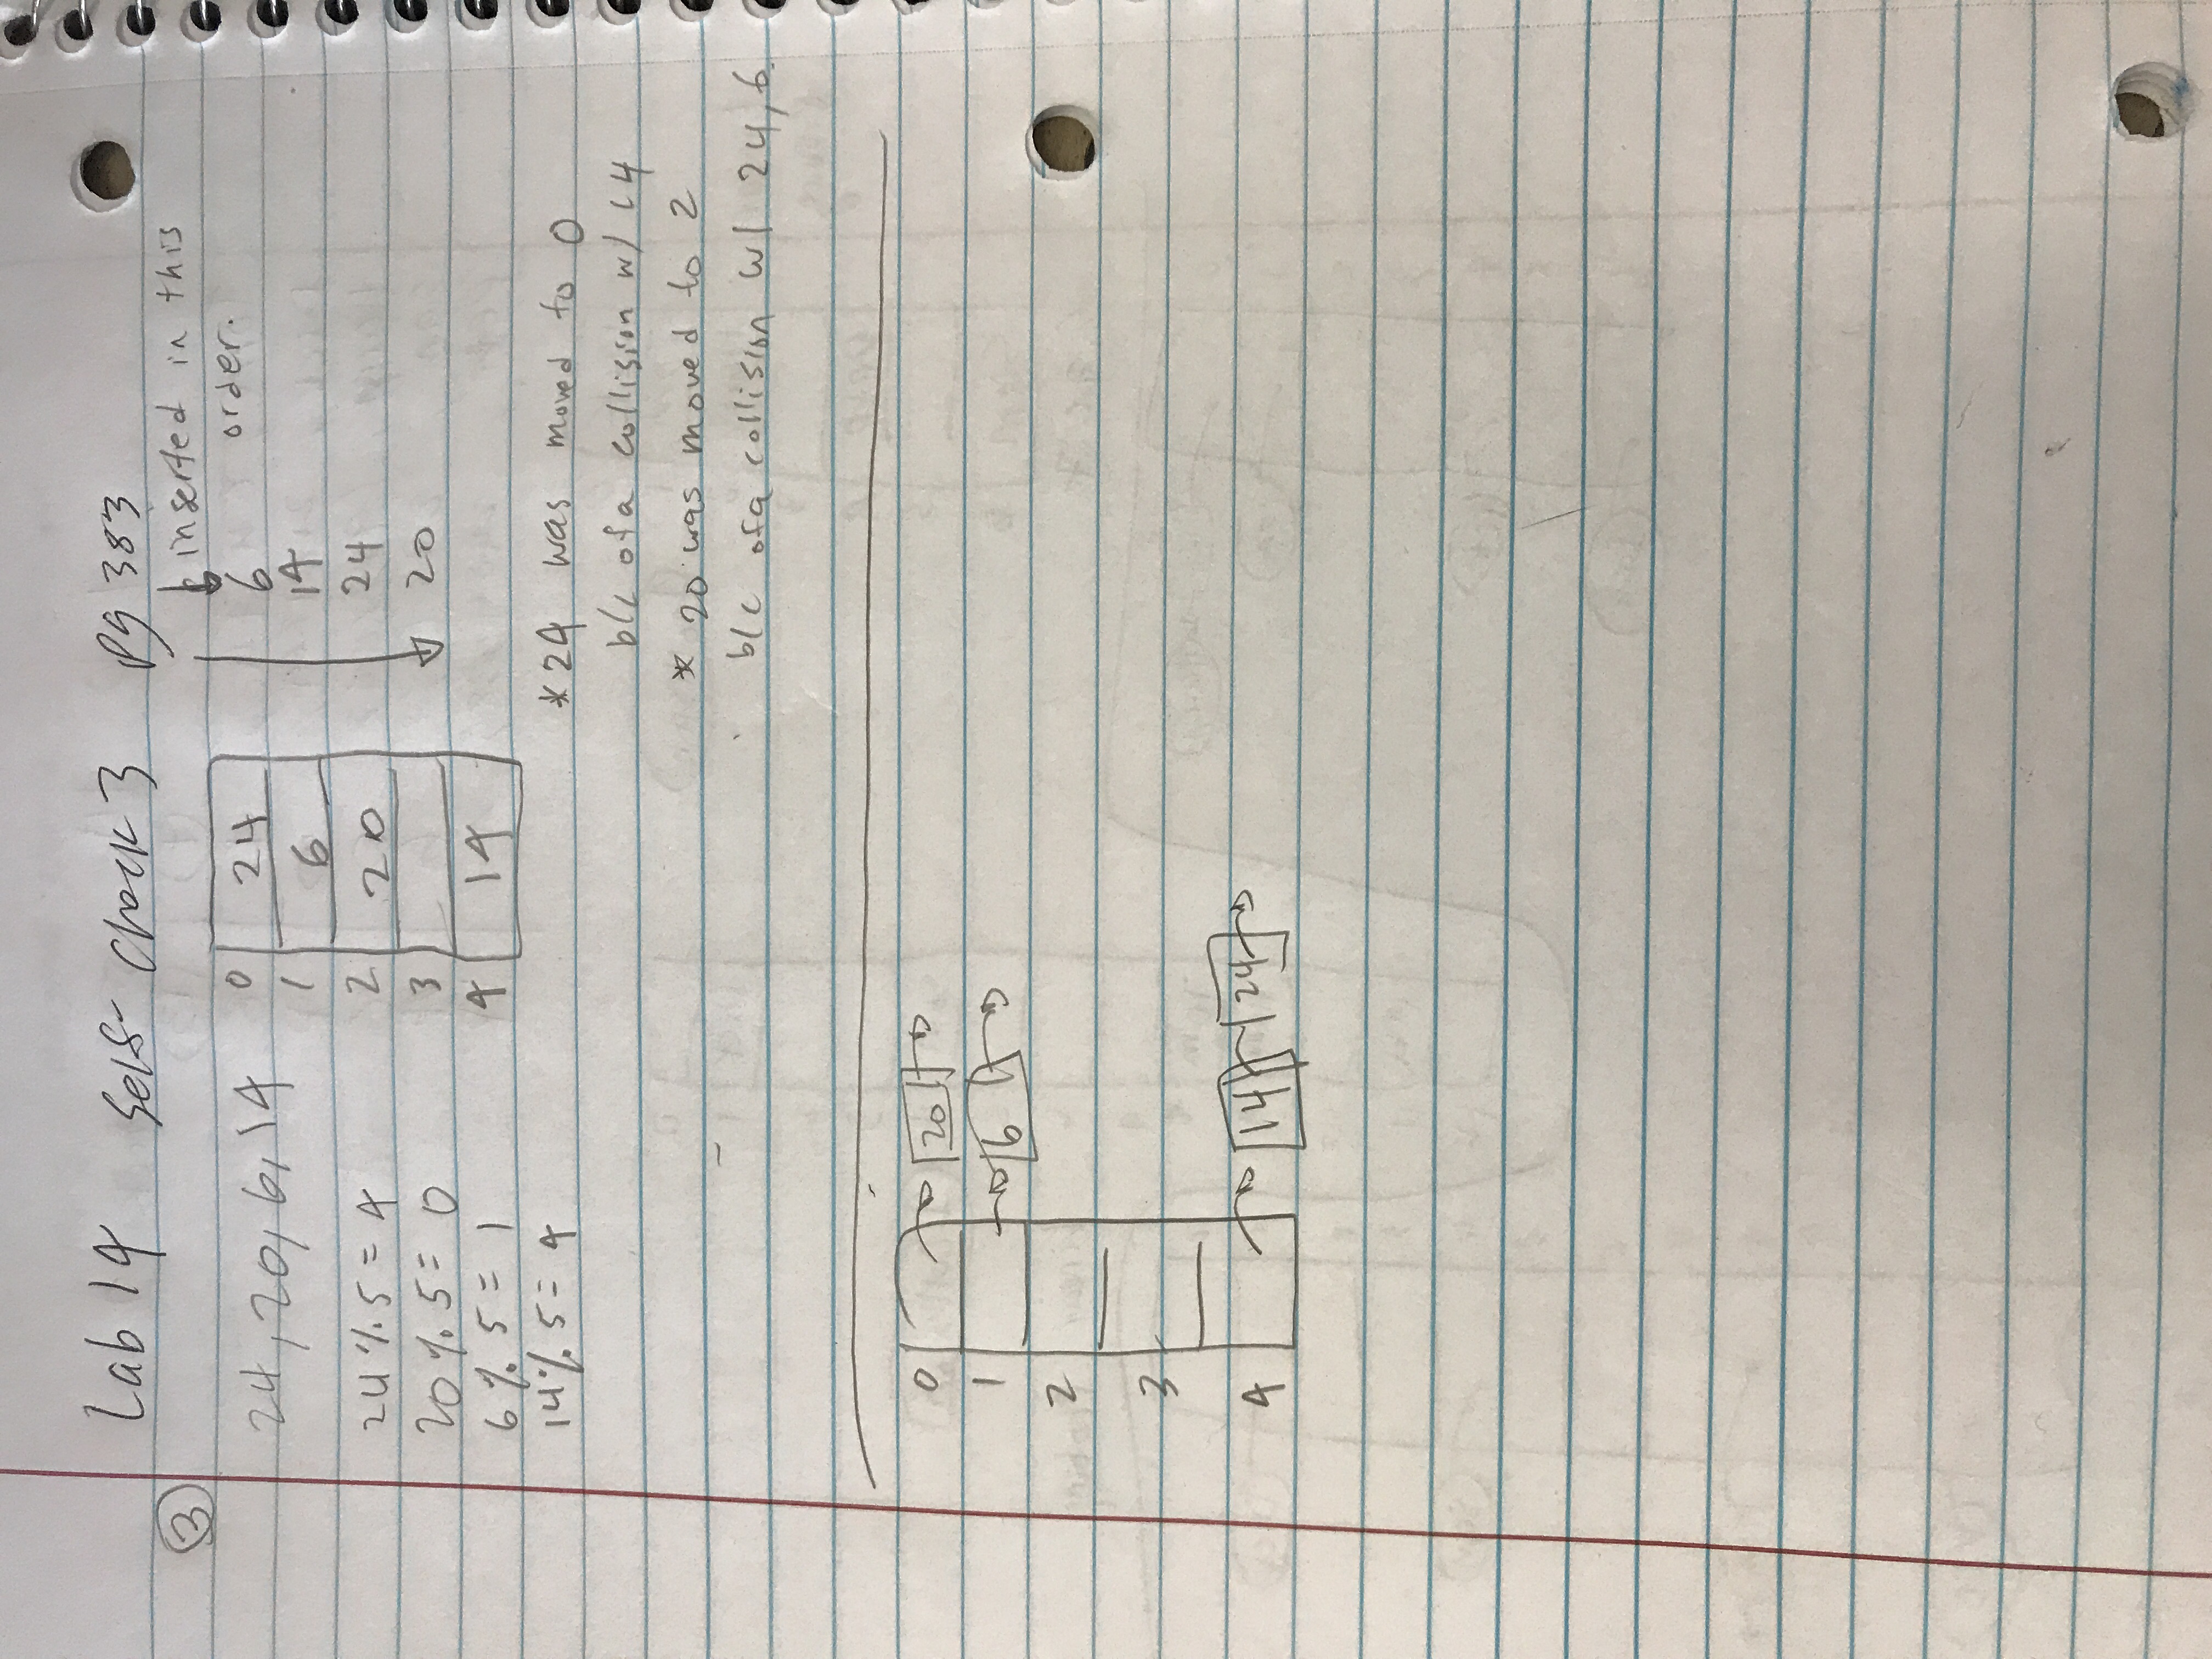 Lab 14 Self Check 3 pg 383
③
inserted in this
order.
24, 20, 6, 14
24 % 5 = 4
20 % 5 = 0
6 % 5 = 1
14 % 5 = 4
0 24
1 6
2 20
3
4 14
6
14
24
20
*24 was moved to 0
b/c of a collision w/ 14
* 20 was moved to 2
b/c of a collision w/ 24, 6.
0 20
1 6
2
3
4 14 24